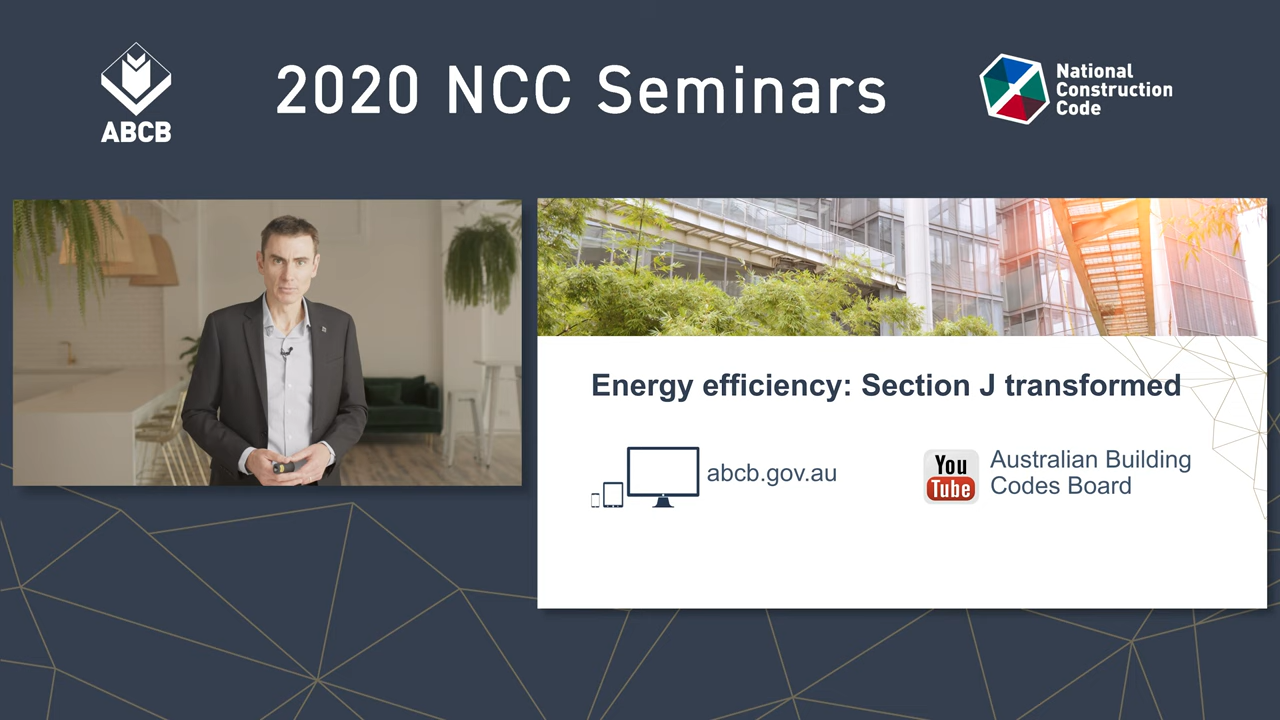 ABCB
2020 NCC Seminars
National
Construction
Code
Energy efficiency: Section J transformed
abcb.gov.au
You
Tube
Australian Building
Codes Board